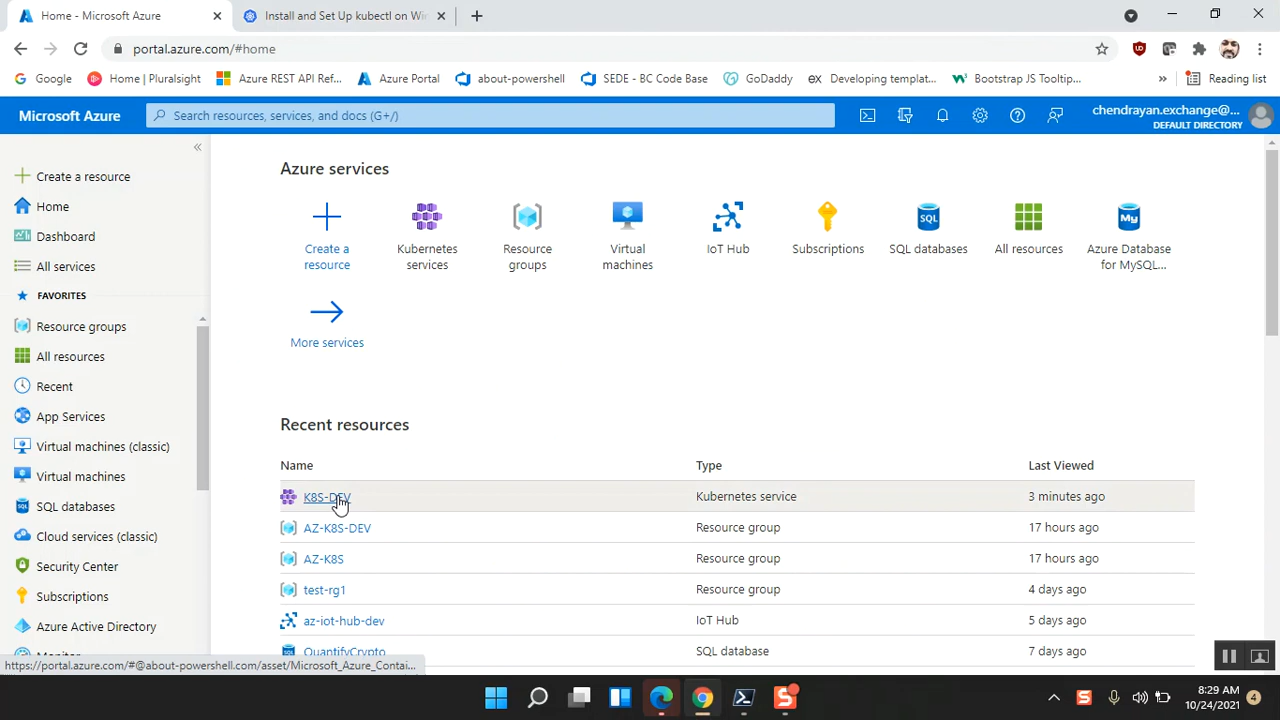 Home - Microsoft Azure
Install and Set Up kubectl on Win
portal.azure.com/#home
Google
Home | Pluralsight
Azure REST API Ref...
Azure Portal
about-powershell
SEDE - BC Code Base
GoDaddy
ex Developing templat...
Bootstrap JS Tooltip...
»
Reading list
Microsoft Azure
Search resources, services, and docs (G+/)
chendrayan.exchange@...
DEFAULT DIRECTORY
«
Create a resource
Home
Dashboard
All services
FAVORITES
Resource groups
All resources
Recent
App Services
Virtual machines (classic)
Virtual machines
SQL databases
Cloud services (classic)
Security Center
Subscriptions
Azure Active Directory
Monitor
Azure services
Create a
resource
Kubernetes
services
Resource
groups
Virtual
machines
IoT Hub
Subscriptions
SQL
SQL databases
All resources
My
Azure Database
for MySQL...
More services
Recent resources
Name Type Last Viewed
K8S-DEV Kubernetes service 3 minutes ago
AZ-K8S-DEV Resource group 17 hours ago
AZ-K8S Resource group 17 hours ago
test-rg1 Resource group 4 days ago
az-iot-hub-dev IoT Hub 5 days ago
QuantifyCrypto SQL database 7 days ago
https://portal.azure.com/#@about-powershell.com/asset/Microsoft_Azure_Contai...
8:29 AM
10/24/2021
4